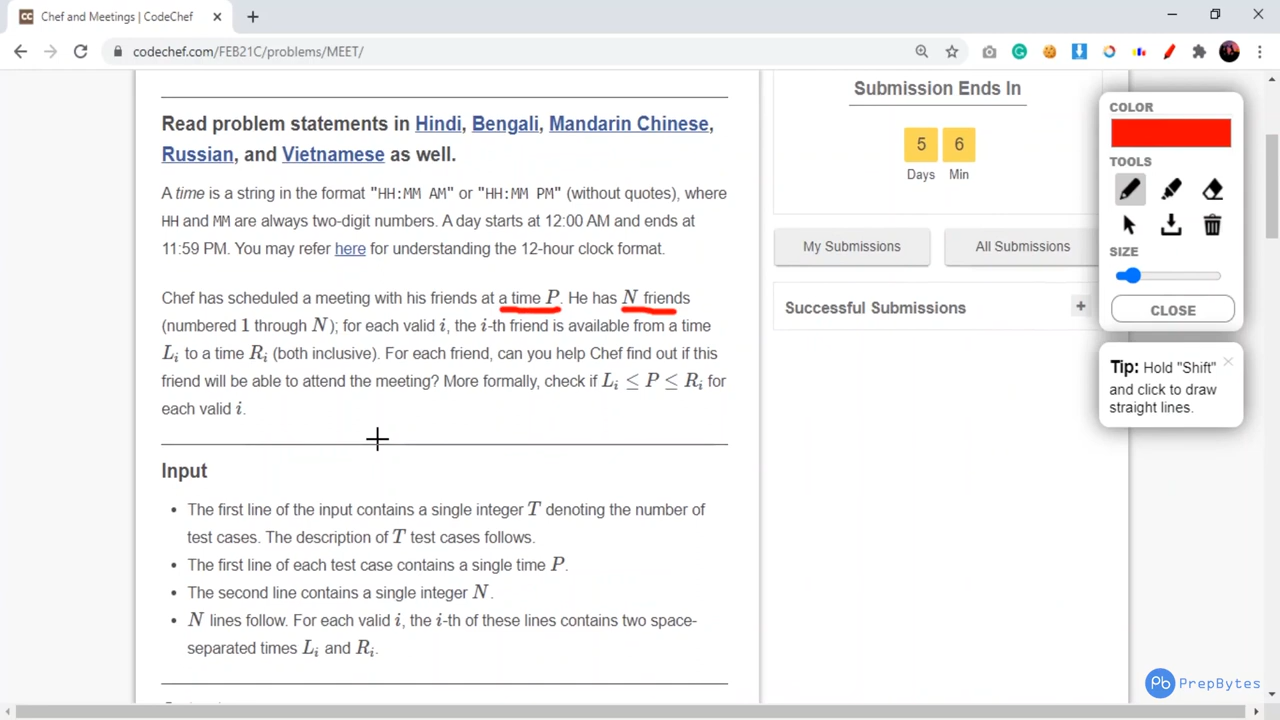 CC Chef and Meetings | CodeChef
codechef.com/FEB21C/problems/MEET/
Submission Ends In
5 6
Days Min
My Submissions All Submissions
Successful Submissions +
Read problem statements in Hindi, Bengali, Mandarin Chinese,
Russian, and Vietnamese as well.
A time is a string in the format "HH:MM AM" or "HH:MM PM" (without quotes), where
HH and MM are always two-digit numbers. A day starts at 12:00 AM and ends at
11:59 PM. You may refer here for understanding the 12-hour clock format.
Chef has scheduled a meeting with his friends at a time P. He has N friends
(numbered 1 through N); for each valid i, the i-th friend is available from a time
Li to a time Ri (both inclusive). For each friend, can you help Chef find out if this
friend will be able to attend the meeting? More formally, check if Li ≤ P ≤ Ri for
each valid i.
Input
• The first line of the input contains a single integer T denoting the number of
test cases. The description of T test cases follows.
• The first line of each test case contains a single time P.
• The second line contains a single integer N.
• N lines follow. For each valid i, the i-th of these lines contains two space-
separated times Li and Ri.
COLOR
TOOLS
SIZE
CLOSE
Tip: Hold "Shift"
and click to draw
straight lines.
Pb PrepBytes